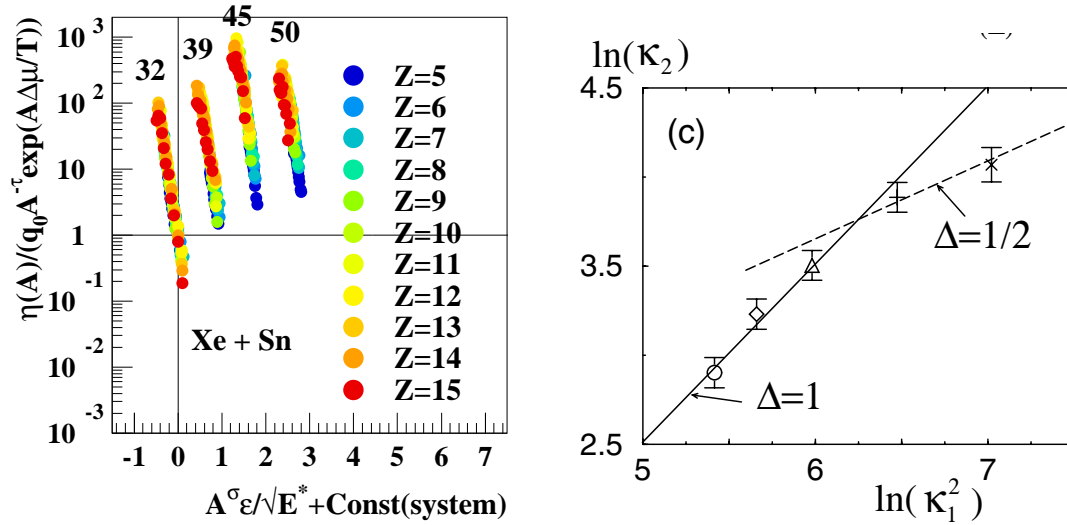 η(A)/(q₀A^-τ exp(AΔμ/T))
10³
10²
10
1
10^-1
10^-2
10^-3
32
39
45
50
Z=5
Z=6
Z=7
Z=8
Z=9
Z=10
Z=11
Z=12
Z=13
Z=14
Z=15
Xe + Sn
-1 0 1 2 3 4 5 6 7
A^σ ε/√E* +Const(system)
ln(κ₂)
4.5
(c)
3.5
Δ=1/2
Δ=1
2.5
5 6 7
ln(κ₁²)